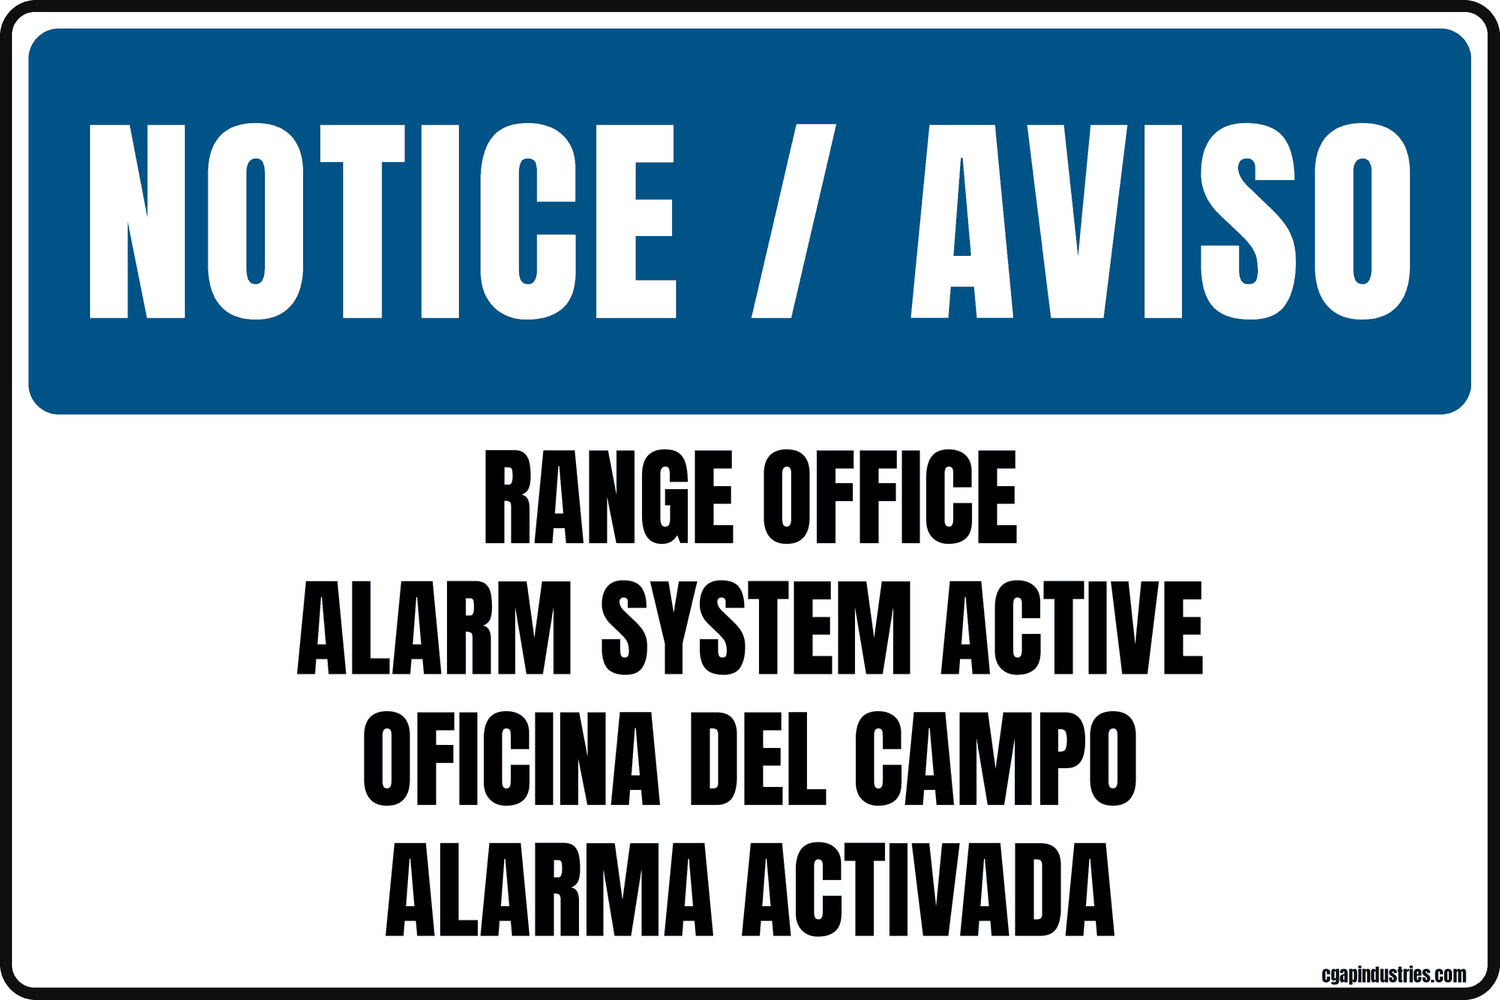 NOTICE / AVISO
RANGE OFFICE
ALARM SYSTEM ACTIVE
OFICINA DEL CAMPO
ALARMA ACTIVADA
cgapindustries.com